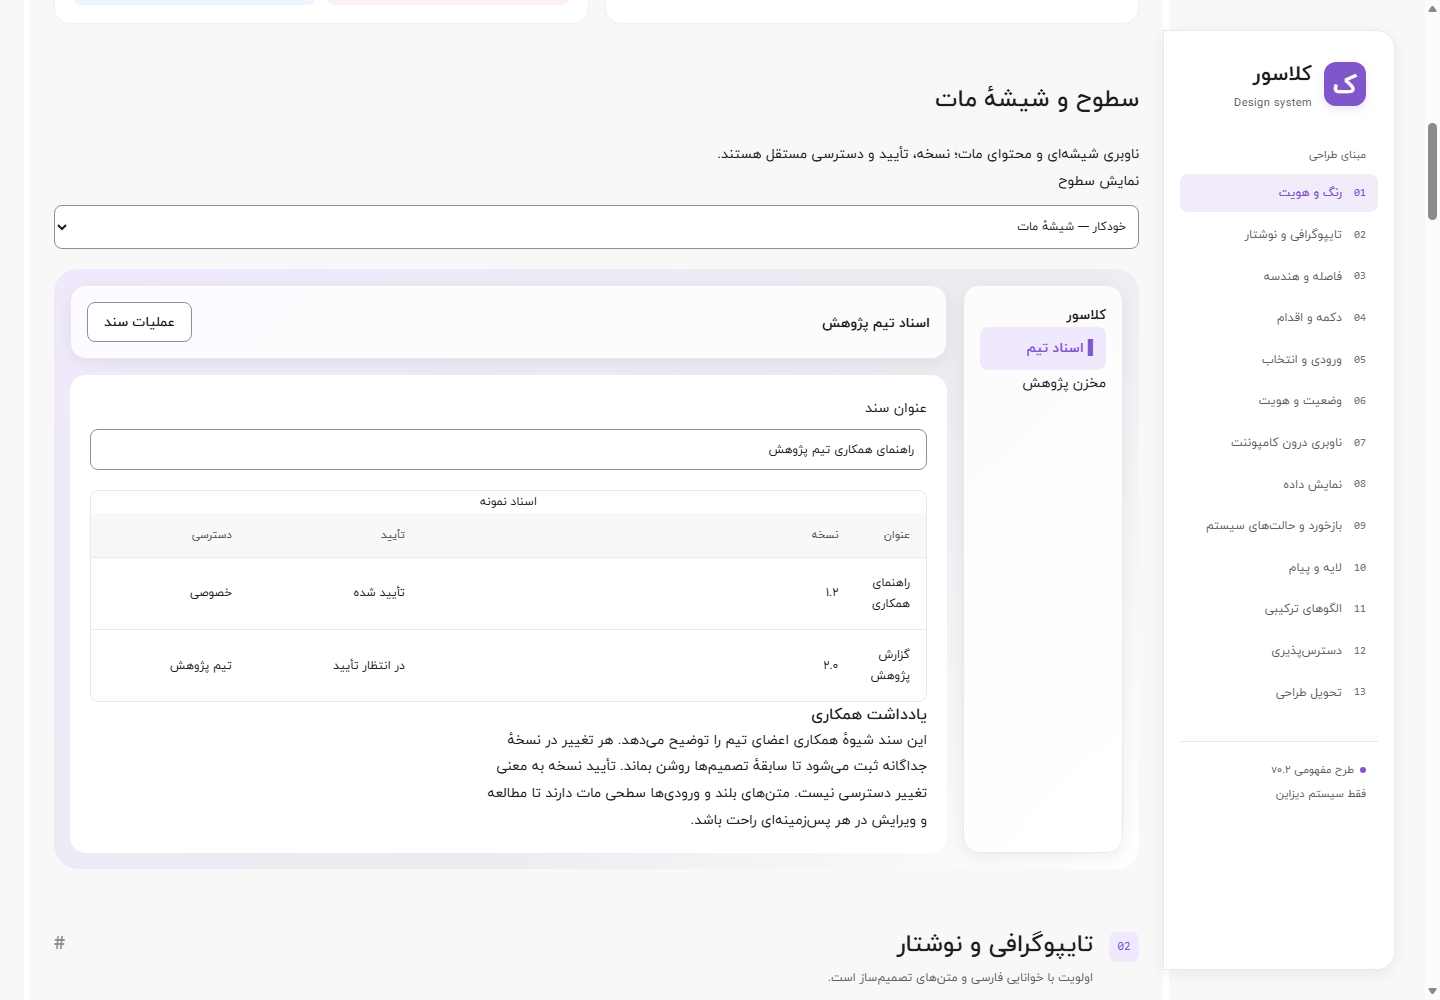 ک
کلاسور
Design system
مبنای طراحی
01 رنگ و هویت
02 تایپوگرافی و نوشتار
03 فاصله و هندسه
04 دکمه و اقدام
05 ورودی و انتخاب
06 وضعیت و هویت
07 ناوبری درون کامپوننت
08 نمایش داده
09 بازخورد و حالت‌های سیستم
10 لایه و پیام
11 الگوهای ترکیبی
12 دسترس‌پذیری
13 تحویل طراحی
طرح مفهومی v۰.۲
فقط سیستم دیزاین
سطوح و شیشهٔ مات
ناوبری شیشه‌ای و محتوای مات؛ نسخه، تأیید و دسترسی مستقل هستند.
نمایش سطوح
خودکار — شیشهٔ مات
کلاسور
اسناد تیم
مخزن پژوهش
اسناد تیم پژوهش
عملیات سند
عنوان سند
راهنمای همکاری تیم پژوهش
اسناد نمونه
عنوان نسخه تأیید دسترسی
راهنمای
همکاری ۱.۲ تأیید شده خصوصی
گزارش
پژوهش ۲.۰ در انتظار تأیید تیم پژوهش
یادداشت همکاری
این سند شیوهٔ همکاری اعضای تیم را توضیح می‌دهد. هر تغییر در نسخهٔ
جداگانه ثبت می‌شود تا سابقهٔ تصمیم‌ها روشن بماند. تأیید نسخه به معنی
تغییر دسترسی نیست. متن‌های بلند و ورودی‌ها سطحی مات دارند تا مطالعه
و ویرایش در هر پس‌زمینه‌ای راحت باشد.
02 تایپوگرافی و نوشتار #
اولویت با خوانایی فارسی و متن‌های تصمیم‌ساز است.